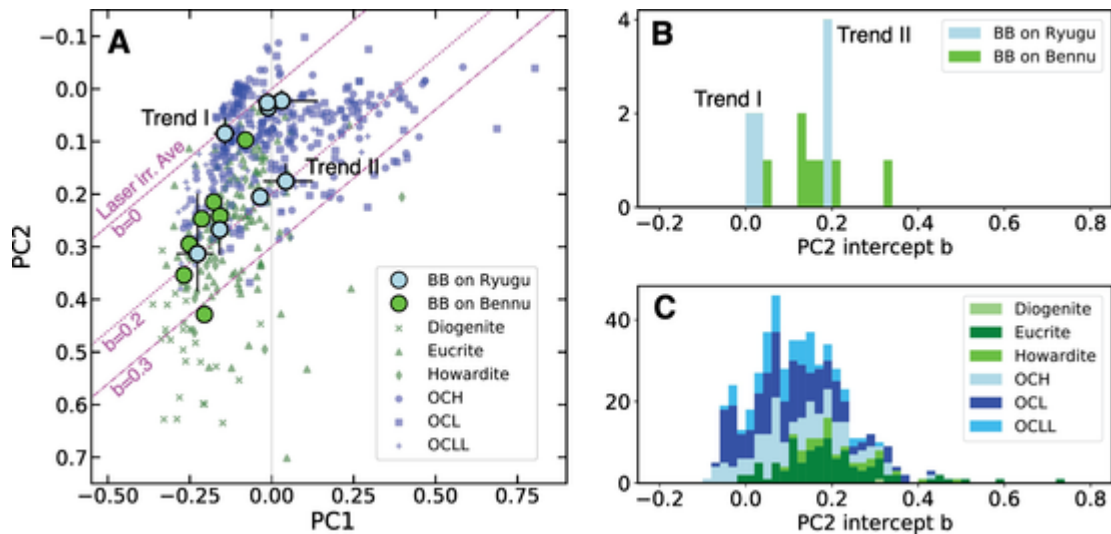 A
−0.1
0.0
0.1
0.2
0.3
0.4
0.5
0.6
0.7
PC2
−0.50
−0.25
0.00
0.25
0.50
0.75
PC1
Laser irr. Ave
b=0
b=0.2
b=0.3
Trend I
Trend II
BB on Ryugu
BB on Bennu
Diogenite
Eucrite
Howardite
OCH
OCL
OCLL
B
4
2
0
Trend I
Trend II
BB on Ryugu
BB on Bennu
−0.2
0.0
0.2
0.4
0.6
0.8
PC2 intercept b
C
40
20
0
Diogenite
Eucrite
Howardite
OCH
OCL
OCLL
−0.2
0.0
0.2
0.4
0.6
0.8
PC2 intercept b